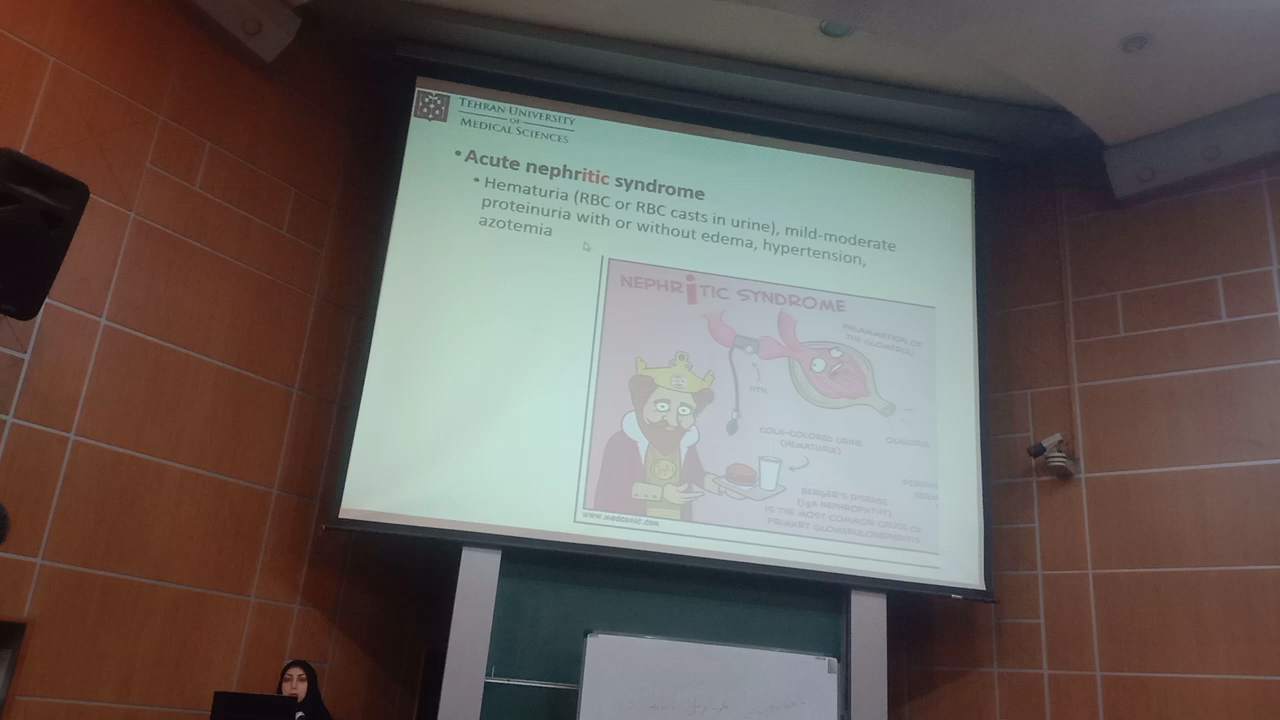 TEHRAN UNIVERSITY
OF
MEDICAL SCIENCES
•Acute nephritic syndrome
• Hematuria (RBC or RBC casts in urine), mild-moderate
proteinuria with or without edema, hypertension,
azotemia
NEPHRiTIC SYNDROME
INFLAMMATION OF
THE GLOMERULI
HTN
COLA-COLORED URINE
(HEMATURIA)
OLIGURIA
BERGER'S DISEASE
(IgA NEPHROPATHY)
IS THE MOST COMMON CAUSE OF
PRIMARY GLOMERULONEPHRITIS
www.medcomic.com